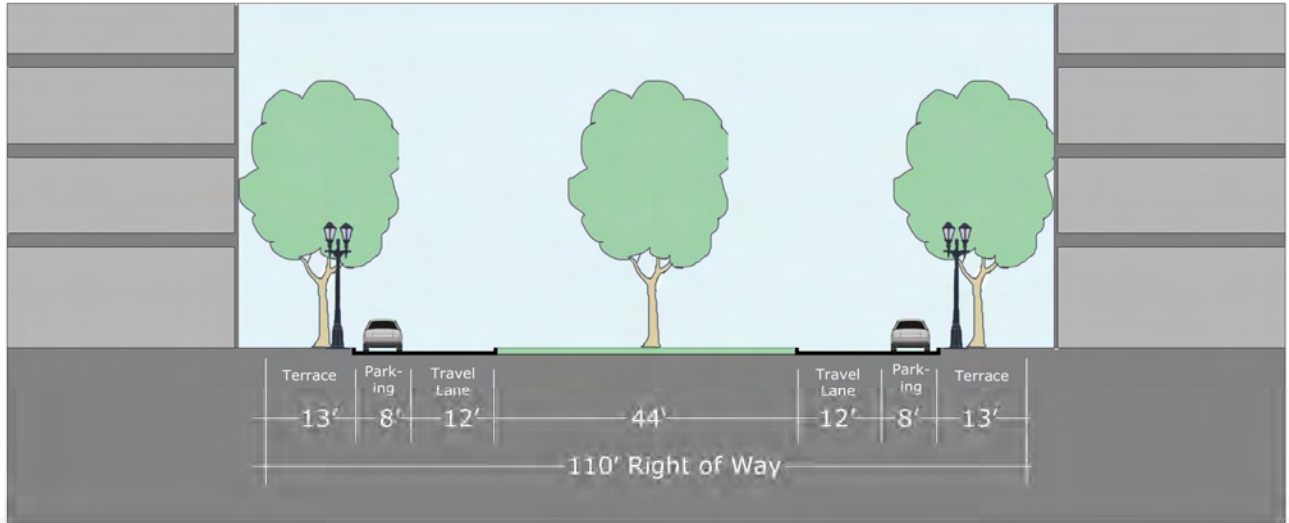 Terrace
Park-
ing
Travel
Lane
Travel
Lane
Park-
ing
Terrace
13'
8'
12'
44'
12'
8'
13'
110' Right of Way